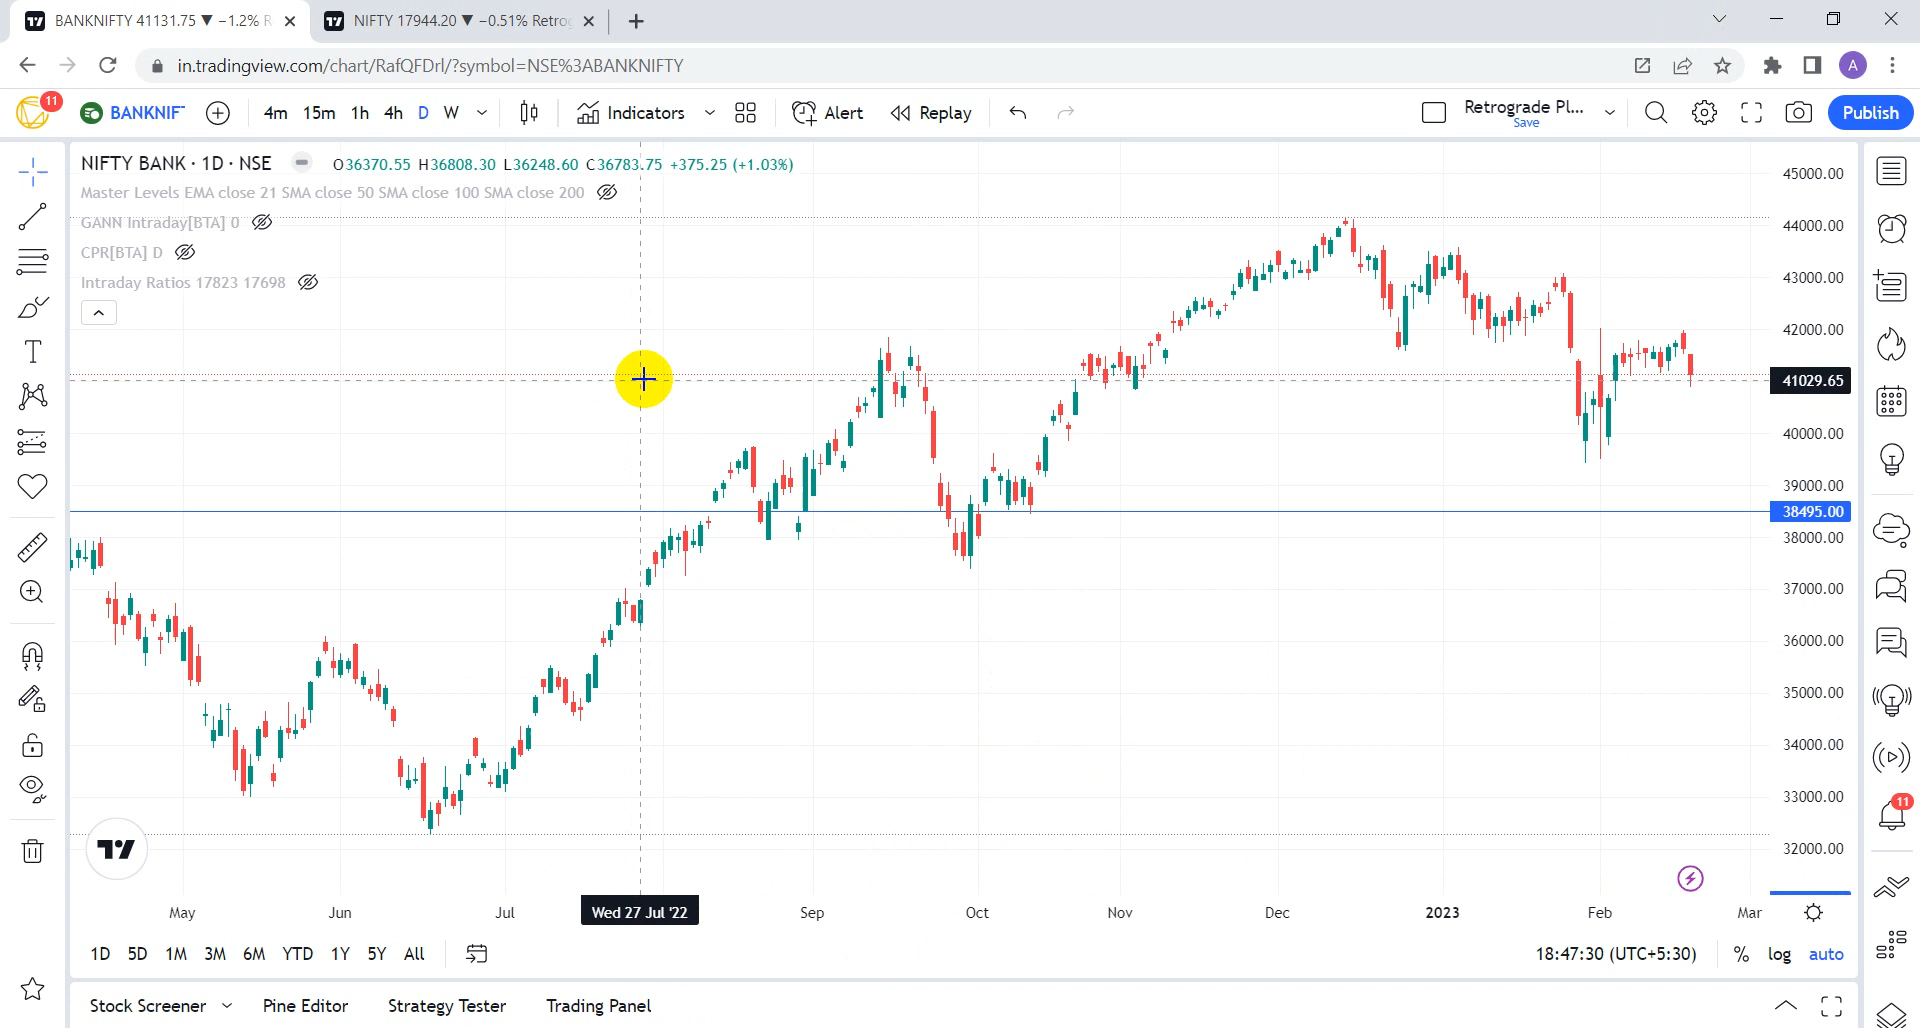 BANKNIFTY 41131.75 ▼ −1.2% R
NIFTY 17944.20 ▼ −0.51% Retro
in.tradingview.com/chart/RafQFDrl/?symbol=NSE%3ABANKNIFTY
A
11
BANKNIF
4m 15m 1h 4h D W
Indicators
Alert
Replay
Retrograde Pl...
Save
Publish
NIFTY BANK · 1D · NSE
O36370.55 H36808.30 L36248.60 C36783.75 +375.25 (+1.03%)
Master Levels EMA close 21 SMA close 50 SMA close 100 SMA close 200
GANN Intraday[BTA] 0
CPR[BTA] D
Intraday Ratios 17823 17698
45000.00
44000.00
43000.00
42000.00
41029.65
40000.00
39000.00
38495.00
38000.00
37000.00
36000.00
35000.00
34000.00
33000.00
32000.00
11
May Jun Jul Wed 27 Jul '22 Sep Oct Nov Dec 2023 Feb Mar
1D 5D 1M 3M 6M YTD 1Y 5Y All
18:47:30 (UTC+5:30) % log auto
Stock Screener Pine Editor Strategy Tester Trading Panel